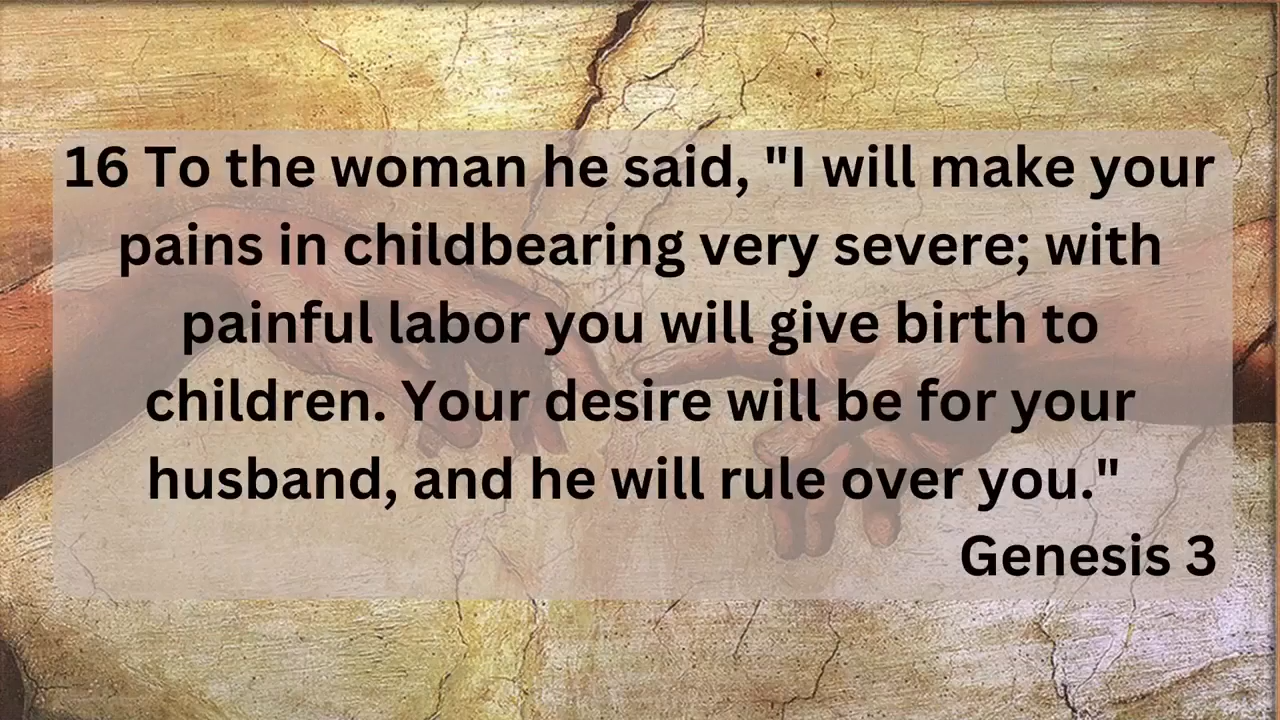 16 To the woman he said, "I will make your
pains in childbearing very severe; with
painful labor you will give birth to
children. Your desire will be for your
husband, and he will rule over you."
Genesis 3